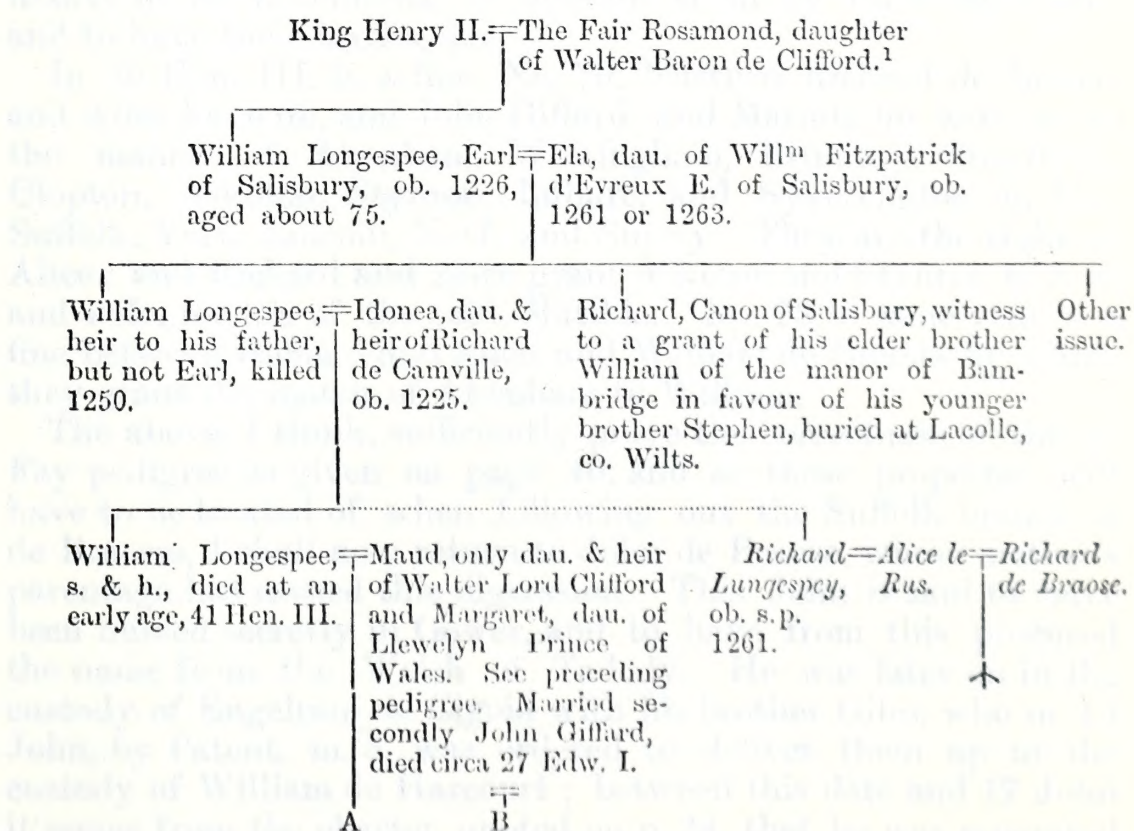 King Henry II.==The Fair Rosamond, daughter
of Walter Baron de Clifford.¹
William Longespee, Earl==Ela, dau. of Willᵐ Fitzpatrick
of Salisbury, ob. 1226,
aged about 75.
d'Evreux E. of Salisbury, ob.
1261 or 1263.
William Longespee,==Idonea, dau. &
heir to his father,
but not Earl, killed
1250.
heir of Richard
de Camville,
ob. 1225.
Richard, Canon of Salisbury, witness
to a grant of his elder brother
William of the manor of Bam-
bridge in favour of his younger
brother Stephen, buried at Lacolle,
co. Wilts.
Other
issue.
William Longespee,==Maud, only dau. & heir
s. & h., died at an
early age, 41 Hen. III.
of Walter Lord Clifford
and Margaret, dau. of
Llewelyn Prince of
Wales. See preceding
pedigree. Married se-
condly John Giffard,
died circa 27 Edw. I.
Richard==Alice le==Richard
Lungespey,
ob. s.p.
1261.
Rus.
de Braose.
A
B